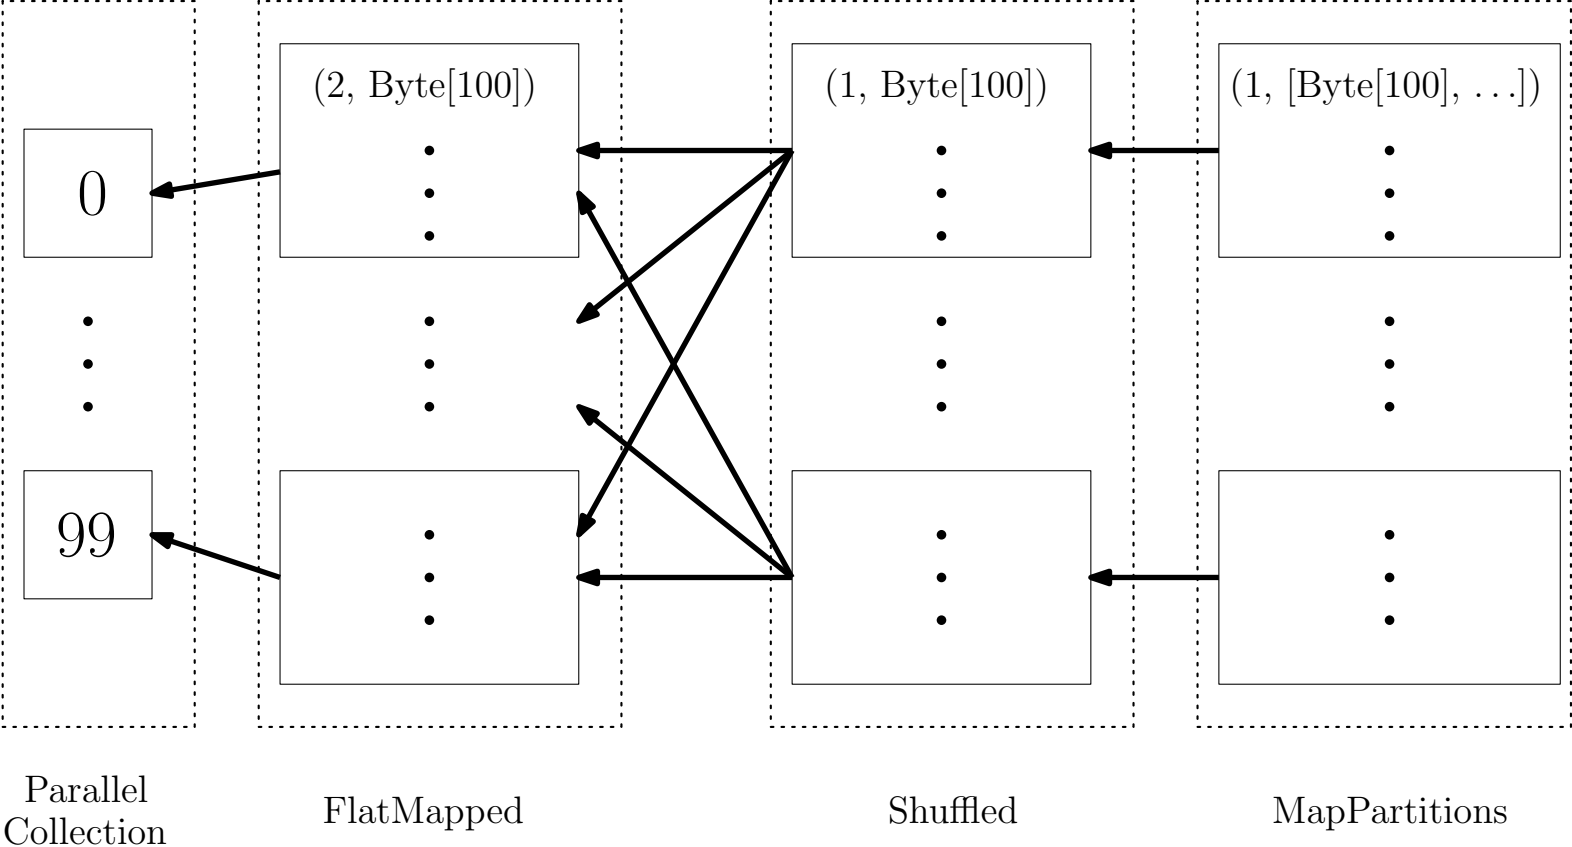 (2, Byte[100])
(1, Byte[100])
(1, [Byte[100], ...])
0
99
Parallel
Collection
FlatMapped
Shuffled
MapPartitions